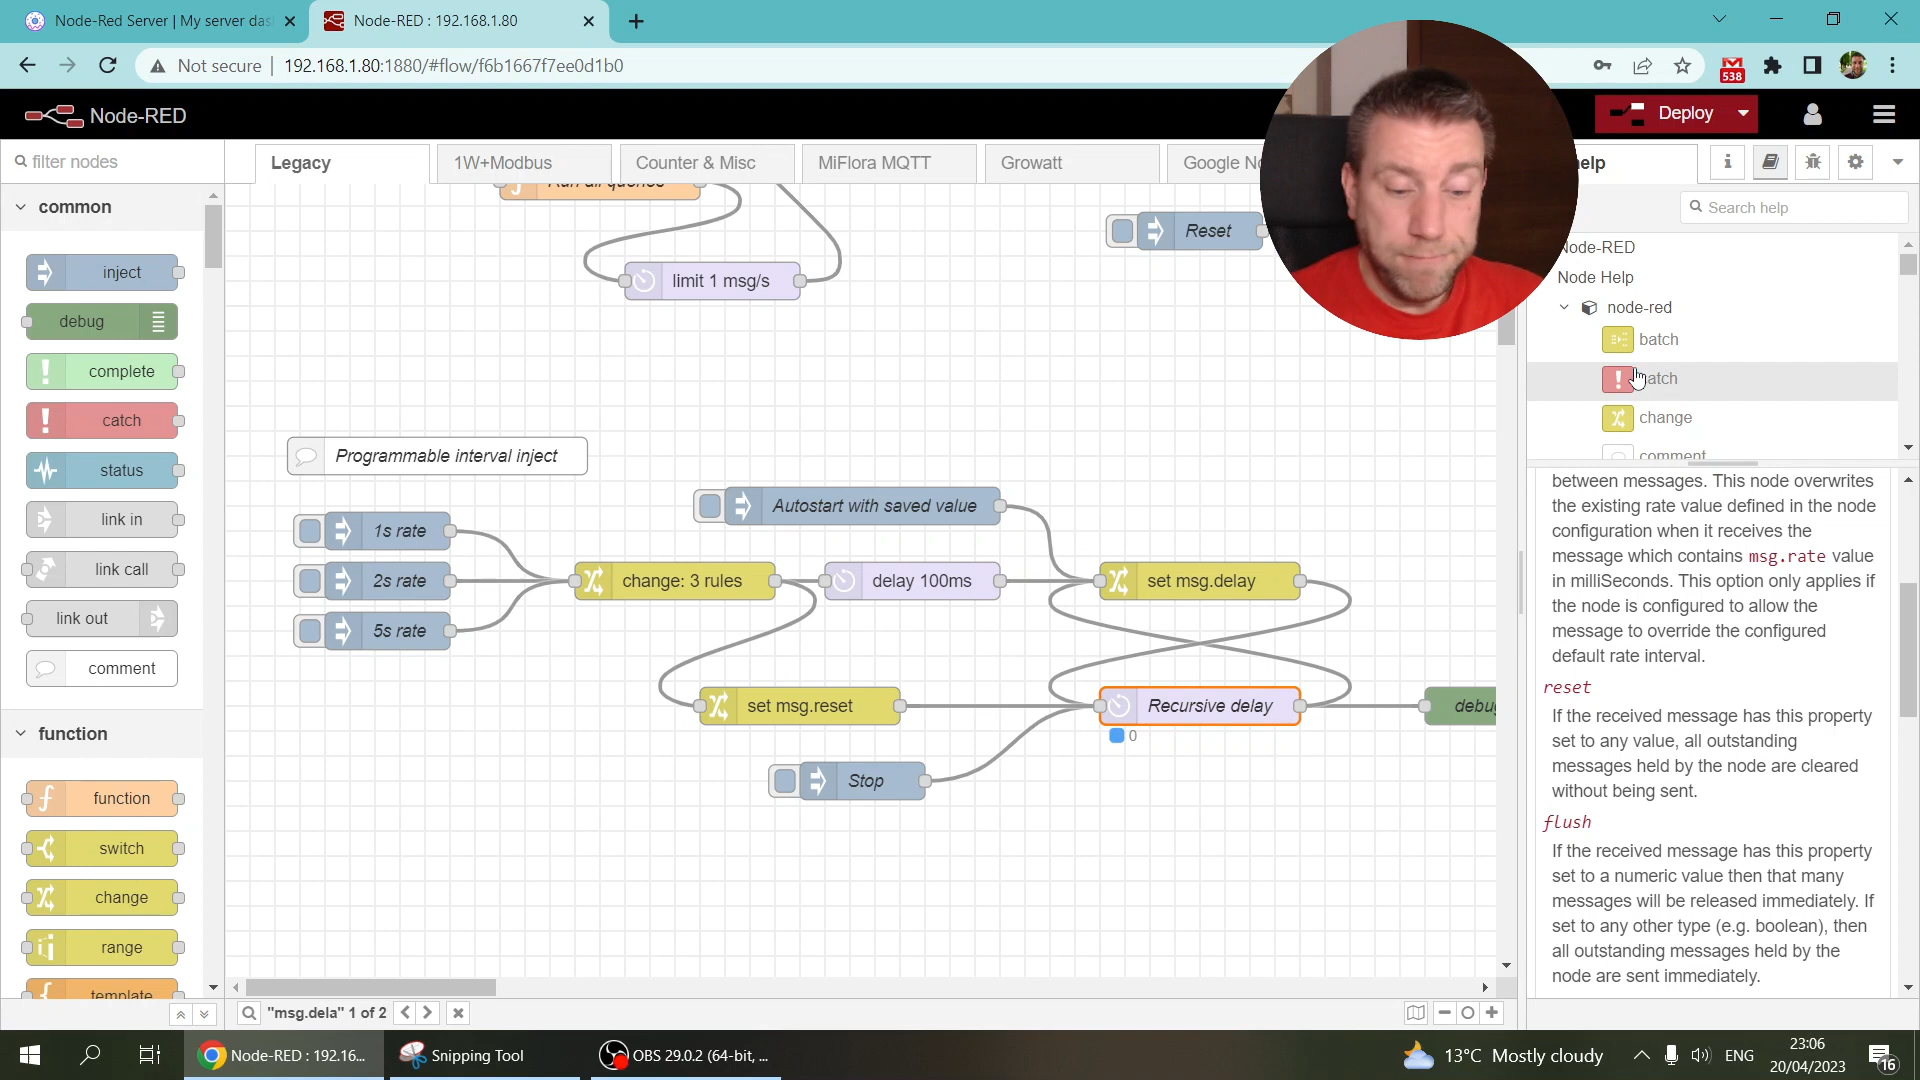 Node-Red Server | My server das
Node-RED : 192.168.1.80
Not secure
192.168.1.80:1880/#flow/f6b1667f7ee0d1b0
538
Node-RED
Deploy
filter nodes
Legacy
1W+Modbus
Counter & Misc
MiFlora MQTT
Growatt
Google No
elp
Search help
common
inject
debug
complete
catch
status
link in
link call
link out
comment
function
function
switch
change
range
template
limit 1 msg/s
Reset
Programmable interval inject
Autostart with saved value
1s rate
2s rate
5s rate
change: 3 rules
delay 100ms
set msg.delay
set msg.reset
Recursive delay
0
debug
Stop
Node-RED
Node Help
node-red
batch
catch
change
comment
between messages. This node overwrites
the existing rate value defined in the node
configuration when it receives the
message which contains msg.rate value
in milliSeconds. This option only applies if
the node is configured to allow the
message to override the configured
default rate interval.
reset
If the received message has this property
set to any value, all outstanding
messages held by the node are cleared
without being sent.
flush
If the received message has this property
set to a numeric value then that many
messages will be released immediately. If
set to any other type (e.g. boolean), then
all outstanding messages held by the
node are sent immediately.
"msg.dela" 1 of 2
Node-RED : 192.16...
Snipping Tool
OBS 29.0.2 (64-bit, ...
13°C Mostly cloudy
ENG
23:06
20/04/2023
16